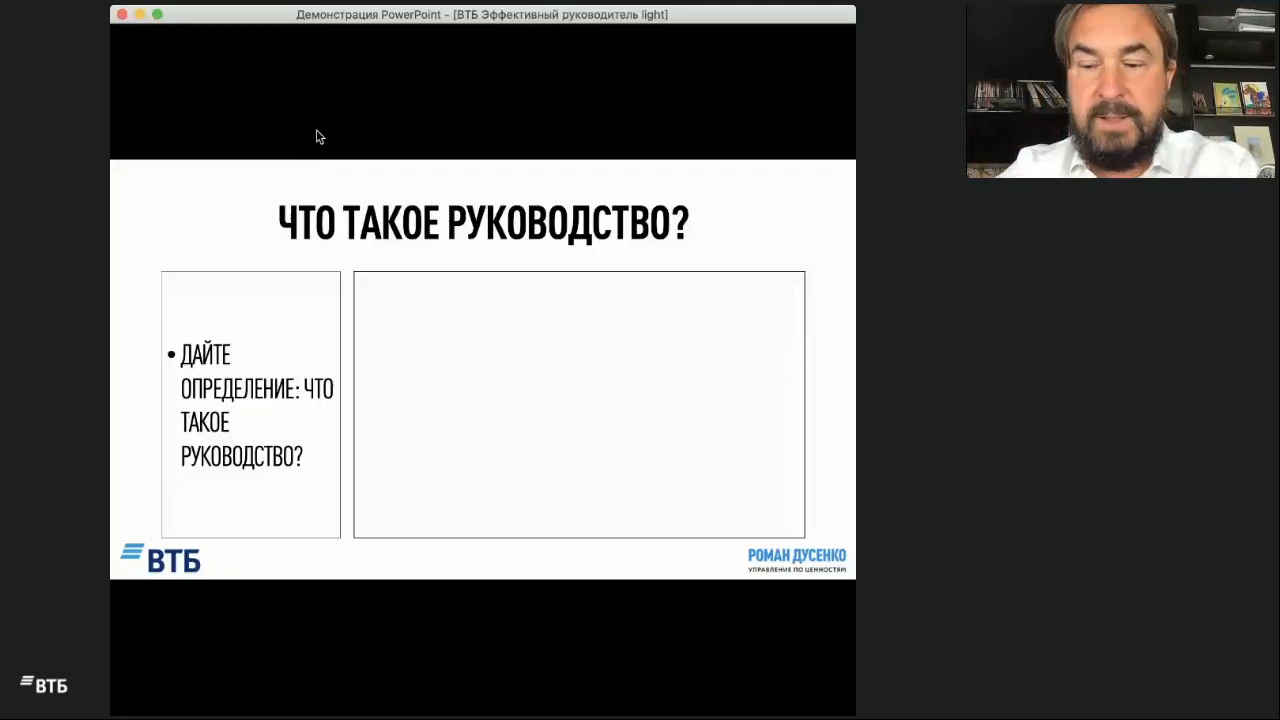 Демонстрация PowerPoint - [ВТБ Эффективный руководитель light]
ЧТО ТАКОЕ РУКОВОДСТВО?
• ДАЙТЕ
ОПРЕДЕЛЕНИЕ: ЧТО
ТАКОЕ
РУКОВОДСТВО?
ВТБ
РОМАН ДУСЕНКО
УПРАВЛЕНИЕ ПО ЦЕННОСТЯМ
ВТБ